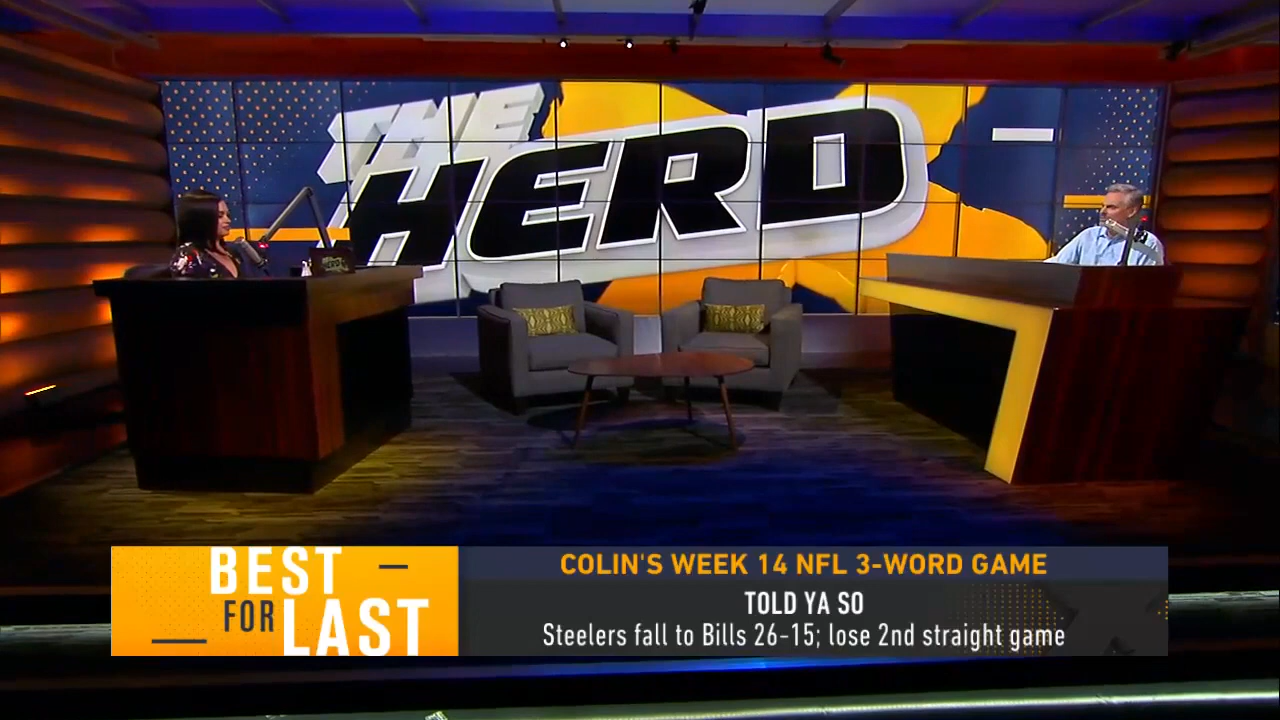 THE
HERD
BEST
FOR
LAST
COLIN'S WEEK 14 NFL 3-WORD GAME
TOLD YA SO
Steelers fall to Bills 26-15; lose 2nd straight game